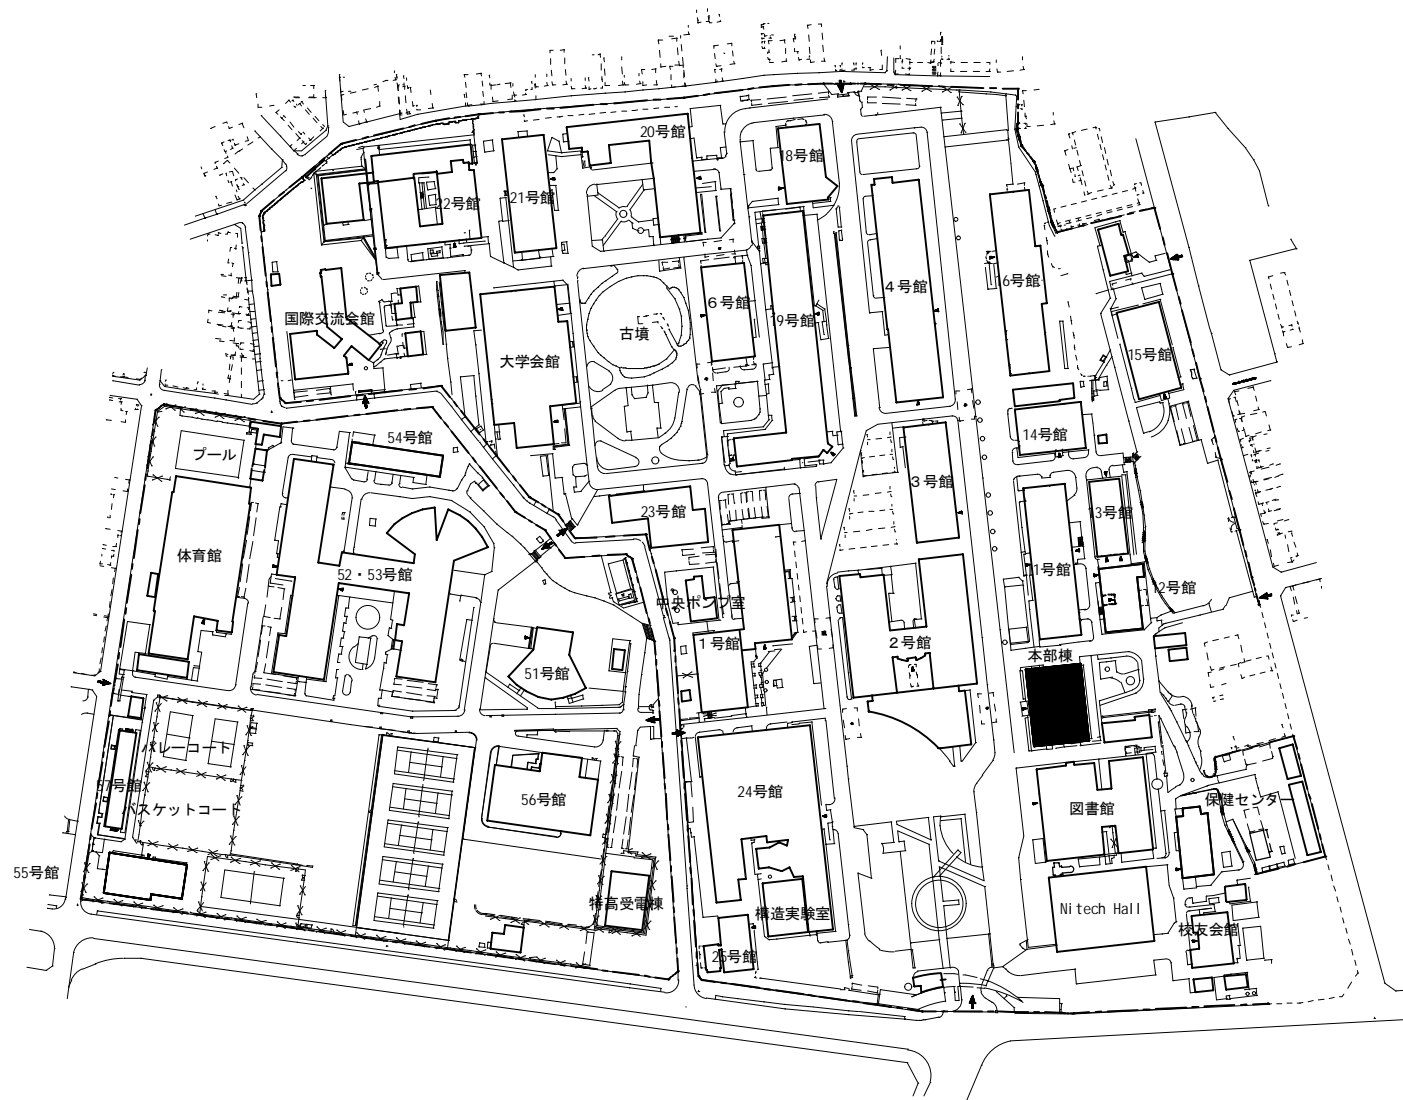 20号館
18号館
22号館
21号館
4号館
16号館
6号館
19号館
国際交流会館
古墳
大学会館
15号館
14号館
54号館
プール
3号館
23号館
13号館
体育館
52・53号館
11号館
12号館
中央ポンプ室
1号館
2号館
本部棟
51号館
バレーコート
57号館
バスケットコート
56号館
24号館
図書館
保健センター
55号館
特高受電棟
構造実験室
Nitech Hall
校友会館
25号館